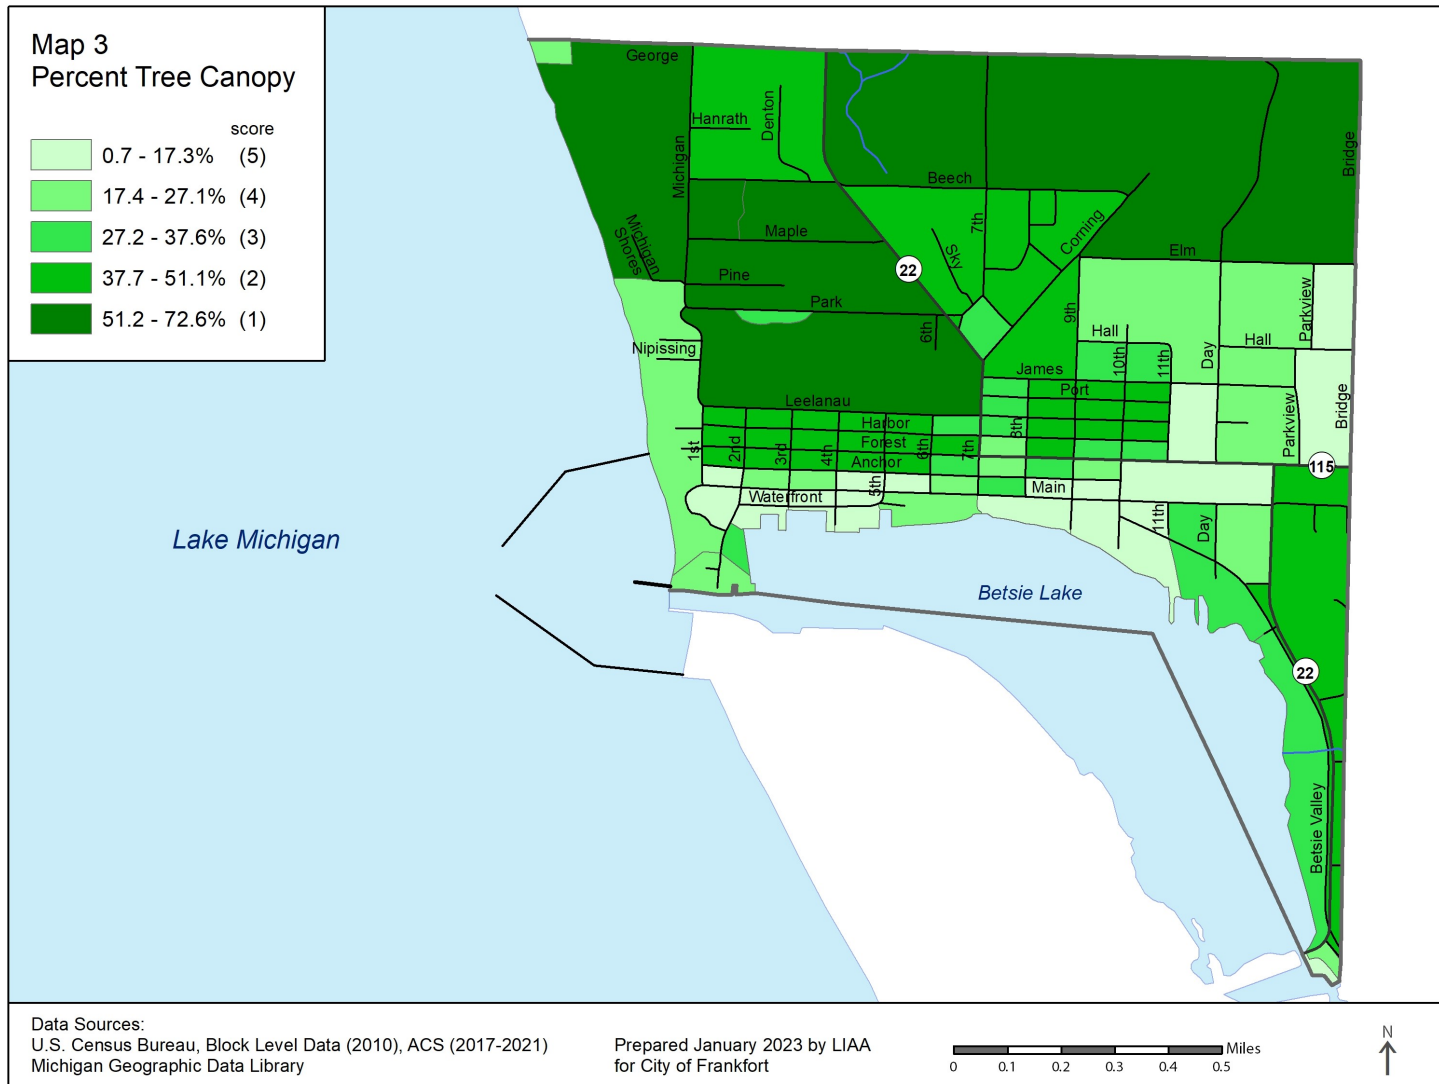 Map 3
Percent Tree Canopy
score
0.7 - 17.3% (5)
17.4 - 27.1% (4)
27.2 - 37.6% (3)
37.7 - 51.1% (2)
51.2 - 72.6% (1)
George
Hanrath
Denton
Michigan
Bridge
Beech
Michigan
Shores
Maple
7th
Corning
Sky
Elm
22
Pine
Park
6th
9th
Parkview
Nipissing
Hall
10th
11th
Day
Hall
James
Port
Leelanau
Harbor
Forest
Anchor
1st
2nd
3rd
4th
6th
7th
8th
Parkview
Bridge
115
5th
Waterfront
Main
11th
Day
Lake Michigan
Betsie Lake
22
Betsie Valley
Data Sources:
U.S. Census Bureau, Block Level Data (2010), ACS (2017-2021)
Michigan Geographic Data Library
Prepared January 2023 by LIAA
for City of Frankfort
Miles
0 0.1 0.2 0.3 0.4 0.5
N